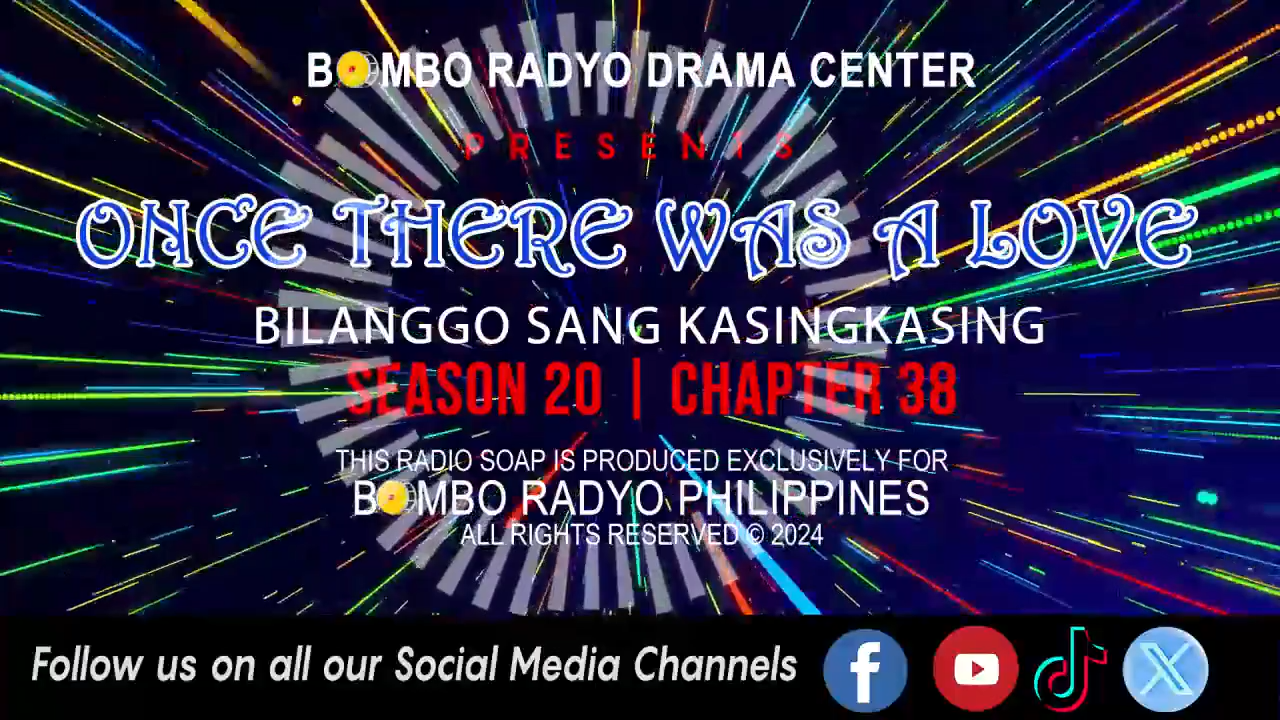 BOMBO RADYO DRAMA CENTER
PRESENTS
ONCE THERE WAS A LOVE
BILANGGO SANG KASINGKASING
SEASON 20 | CHAPTER 38
THIS RADIO SOAP IS PRODUCED EXCLUSIVELY FOR
BOMBO RADYO PHILIPPINES
ALL RIGHTS RESERVED © 2024
Follow us on all our Social Media Channels